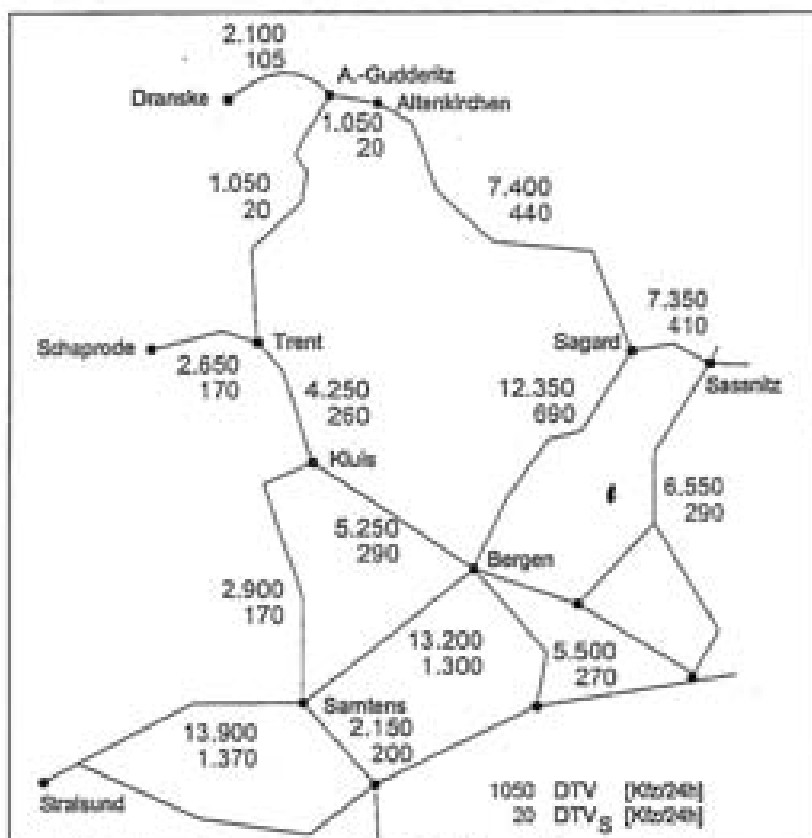 2.100
105
A.-Gudderitz
Dranske
Altenkirchen
1.050
20
1.050
20
7.400
440
7.350
410
Schaprode
Trent
Sagard
Sassnitz
2.650
170
4.250
260
12.350
690
Kluis
6.550
290
5.250
290
Bergen
2.900
170
13.200
1.300
5.500
270
Samtens
13.900
1.370
2.150
200
Stralsund
1050 DTV [Kfz/24h]
20 DTV S [Kfz/24h]